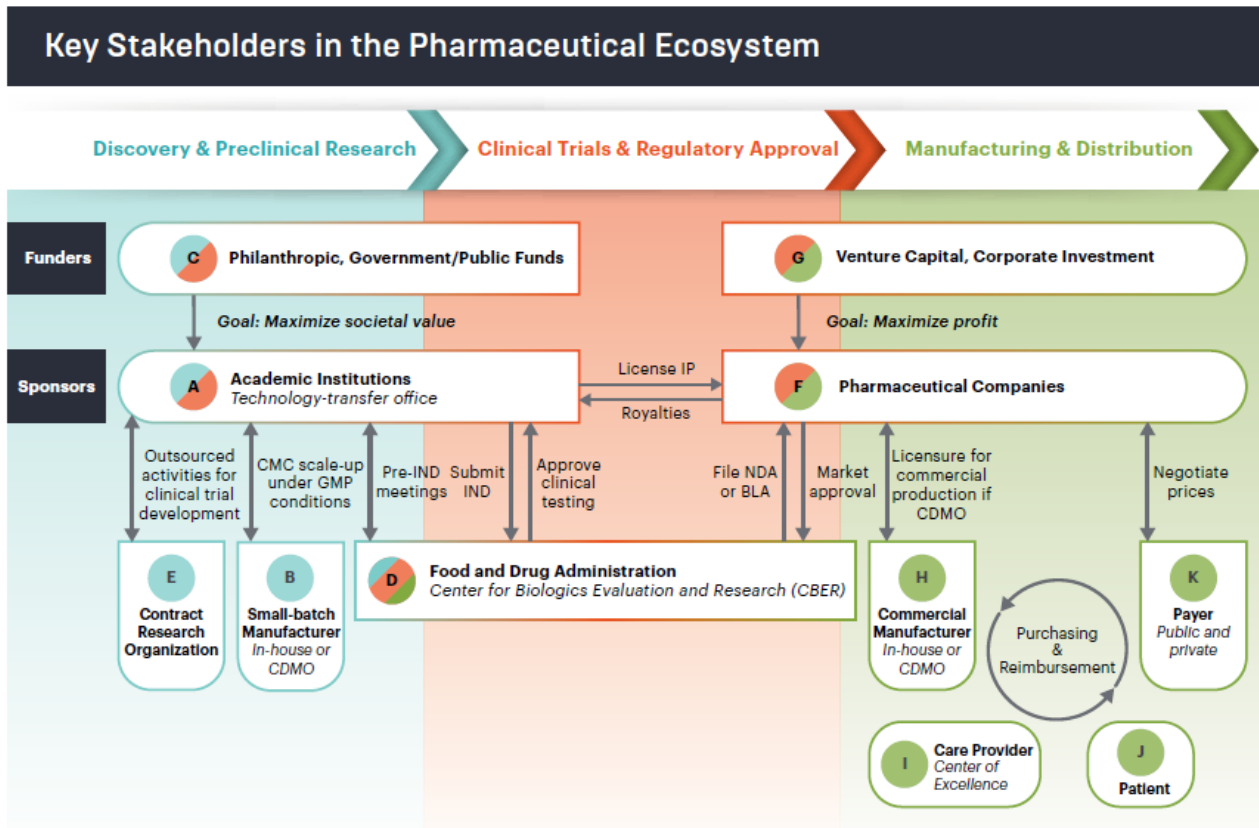 Key Stakeholders in the Pharmaceutical Ecosystem
Discovery & Preclinical Research
Clinical Trials & Regulatory Approval
Manufacturing & Distribution
Funders
C
Philanthropic, Government/Public Funds
G
Venture Capital, Corporate Investment
Goal: Maximize societal value
Goal: Maximize profit
Sponsors
A
Academic Institutions
Technology-transfer office
License IP
Royalties
F
Pharmaceutical Companies
Outsourced
activities for
clinical trial
development
CMC scale-up
under GMP
conditions
Pre-IND
meetings
Submit
IND
Approve
clinical
testing
File NDA
or BLA
Market
approval
Licensure for
commercial
production if
CDMO
Negotiate
prices
E
Contract
Research
Organization
B
Small-batch
Manufacturer
In-house or
CDMO
D
Food and Drug Administration
Center for Biologics Evaluation and Research (CBER)
H
Commercial
Manufacturer
In-house or
CDMO
Purchasing
&
Reimbursement
K
Payer
Public and
private
I
Care Provider
Center of
Excellence
J
Patient